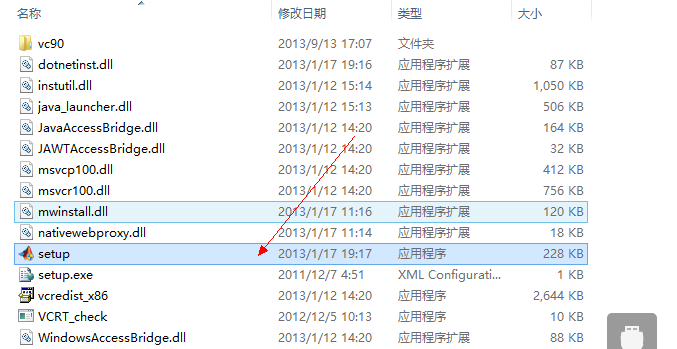 名称 修改日期 类型 大小
vc90 2013/9/13 17:07 文件夹
dotnetinst.dll 2013/1/17 19:16 应用程序扩展 87 KB
instutil.dll 2013/1/12 15:14 应用程序扩展 1,050 KB
java_launcher.dll 2013/1/12 15:13 应用程序扩展 506 KB
JavaAccessBridge.dll 2013/1/12 14:20 应用程序扩展 164 KB
JAWTAccessBridge.dll 2013/1/12 14:20 应用程序扩展 32 KB
msvcp100.dll 2013/1/12 14:20 应用程序扩展 412 KB
msvcr100.dll 2013/1/12 14:20 应用程序扩展 756 KB
mwinstall.dll 2013/1/17 11:16 应用程序扩展 120 KB
nativewebproxy.dll 2013/1/17 11:14 应用程序扩展 18 KB
setup 2013/1/17 19:17 应用程序 228 KB
setup.exe 2011/12/7 4:51 XML Configurati... 1 KB
vcredist_x86 2013/1/12 14:20 应用程序 2,644 KB
VCRT_check 2012/12/5 10:13 应用程序 10 KB
WindowsAccessBridge.dll 2013/1/12 14:20 应用程序扩展 88 KB